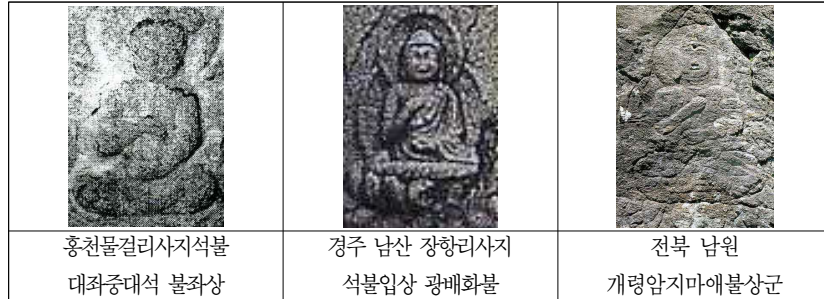 홍천물걸리사지석불
대좌중대석 불좌상
경주 남산 장항리사지
석불입상 광배화불
전북 남원
개령암지마애불상군